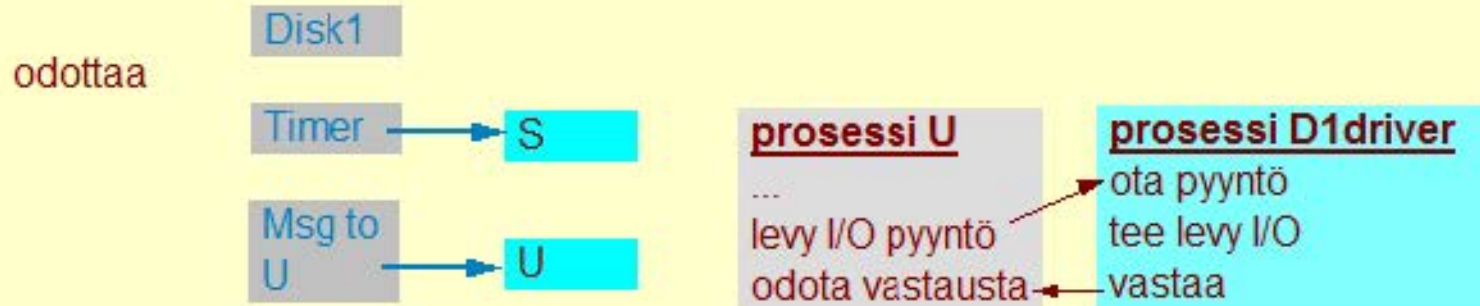 odottaa
Disk1
Timer
S
Msg to
U
U
prosessi U
...
levy I/O pyyntö
odota vastausta
prosessi D1driver
ota pyyntö
tee levy I/O
vastaa